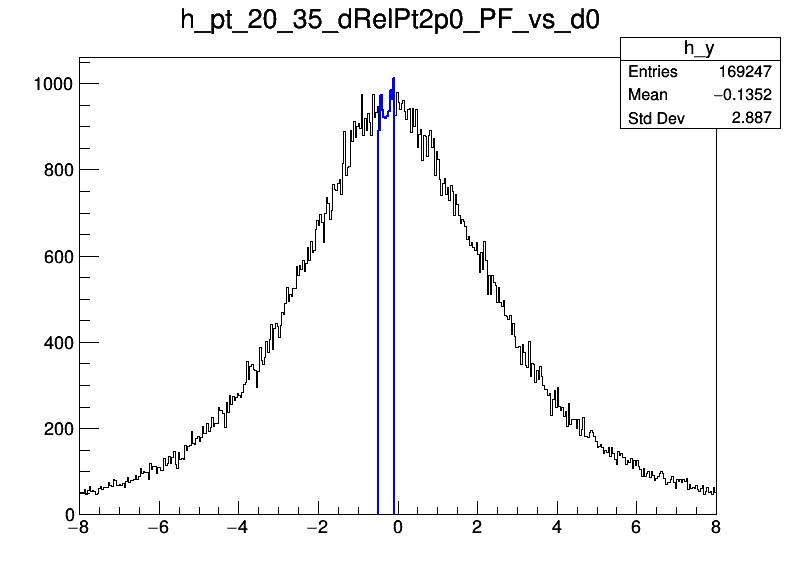 h_pt_20_35_dRelPt2p0_PF_vs_d0
h_y
Entries 169247
Mean −0.1352
Std Dev 2.887
1000
800
600
400
200
0
−8 −6 −4 −2 0 2 4 6 8